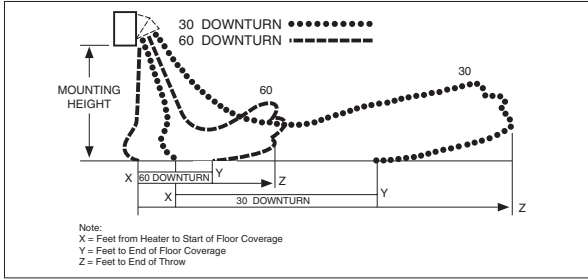 30 DOWNTURN
60 DOWNTURN
MOUNTING
HEIGHT
60
30
X 60 DOWNTURN Y Z
X 30 DOWNTURN Y Z
Note:
X = Feet from Heater to Start of Floor Coverage
Y = Feet to End of Floor Coverage
Z = Feet to End of Throw